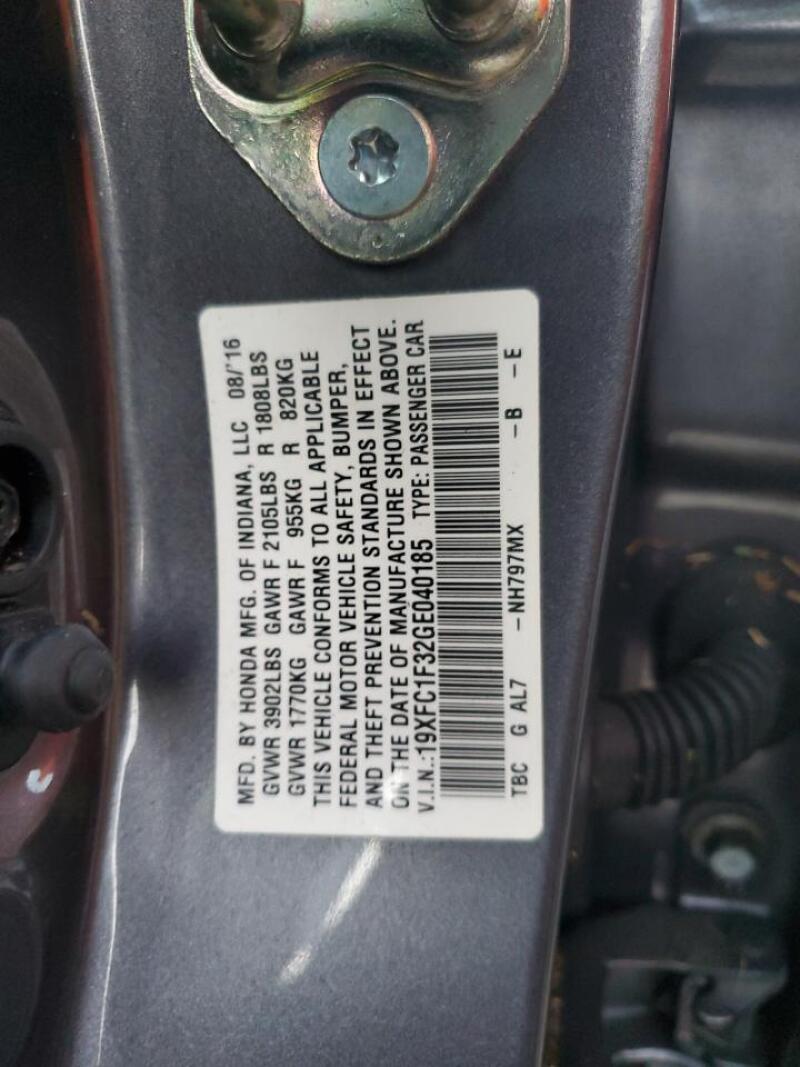 MFD. BY HONDA MFG. OF INDIANA, LLC 08/'16
GVWR 3902LBS GAWR F 2105LBS R 1808LBS
GVWR 1770KG GAWR F 955KG R 820KG
THIS VEHICLE CONFORMS TO ALL APPLICABLE
FEDERAL MOTOR VEHICLE SAFETY, BUMPER,
AND THEFT PREVENTION STANDARDS IN EFFECT
ON THE DATE OF MANUFACTURE SHOWN ABOVE.
V.I.N.:19XFC1F32GE040185 TYPE: PASSENGER CAR
TBC G AL7 -NH797MX -B -E